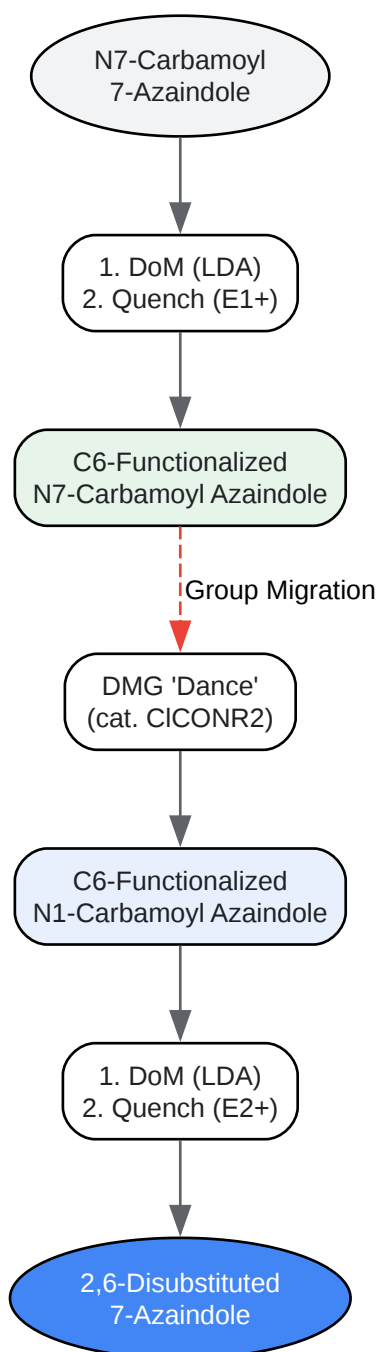 N7-Carbamoyl
7-Azaindole
1. DoM (LDA)
2. Quench (E1+)
C6-Functionalized
N7-Carbamoyl Azaindole
Group Migration
DMG 'Dance'
(cat. ClCONR2)
C6-Functionalized
N1-Carbamoyl Azaindole
1. DoM (LDA)
2. Quench (E2+)
2,6-Disubstituted
7-Azaindole